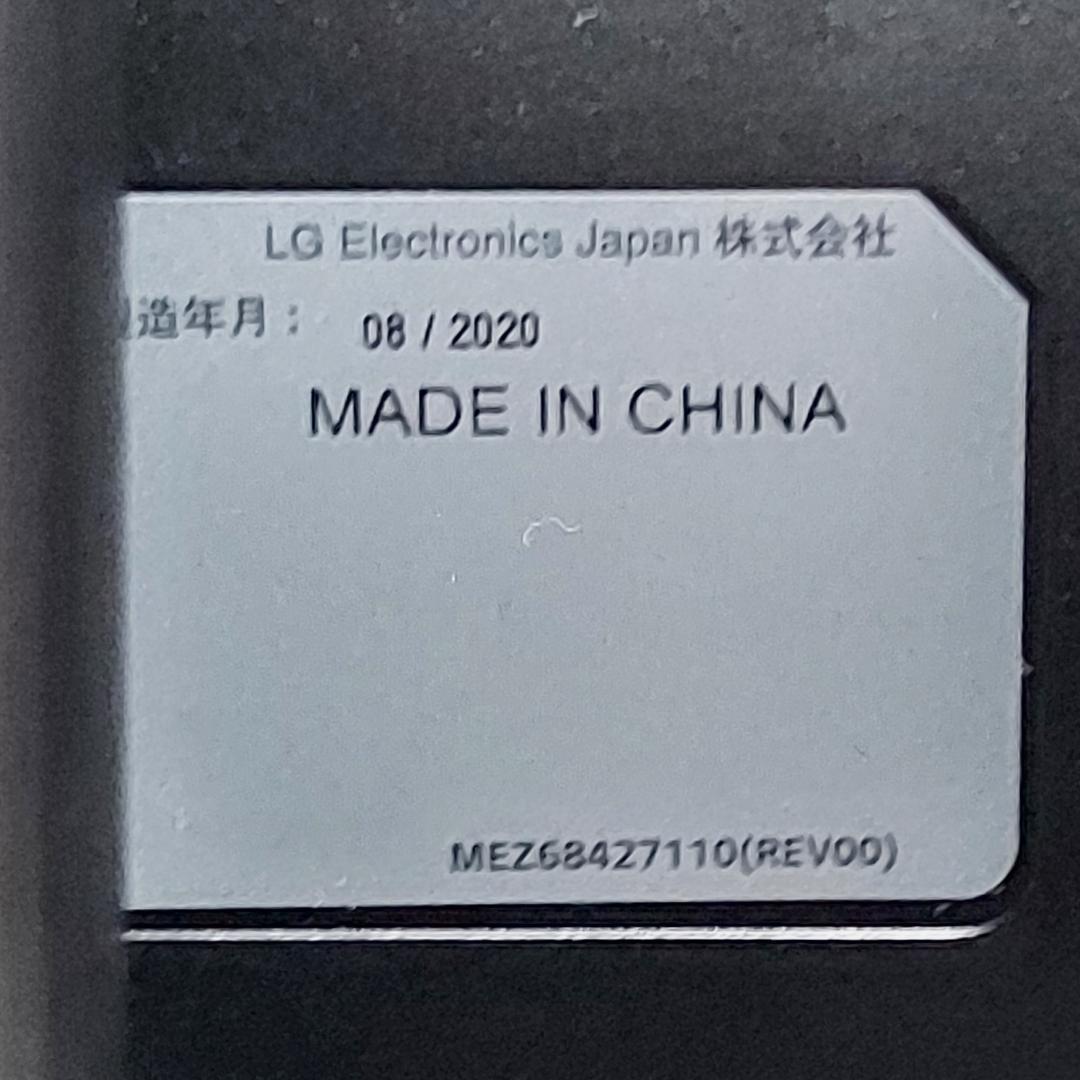 LG Electronics Japan 株式会社
造年月： 08 / 2020
MADE IN CHINA
MEZ68427110(REV00)